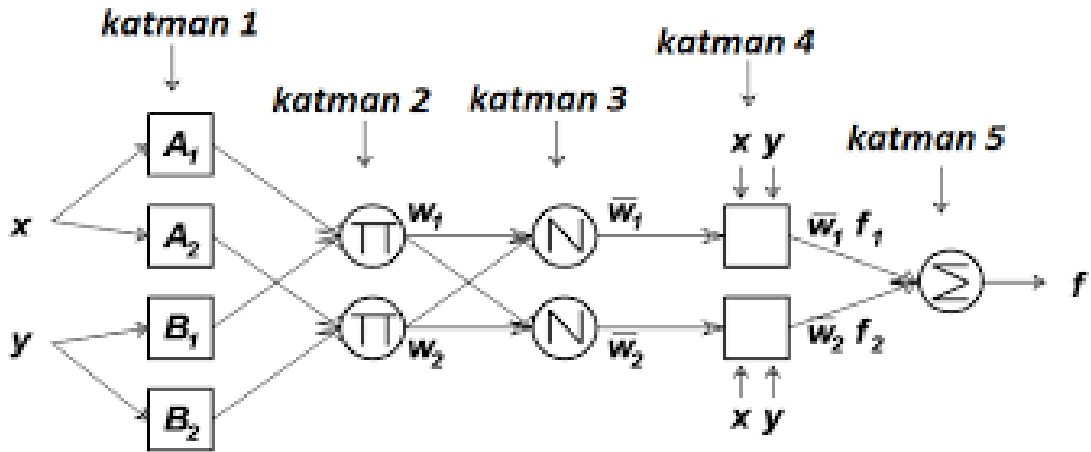 katman 1
katman 4
katman 2
katman 3
katman 5
x y
A₁
x
A₂
w₁
w̅₁
w̅₁ f₁
∏
N
Σ
f
y
B₁
∏
N
w₂
w̅₂
w̅₂ f₂
B₂
x y